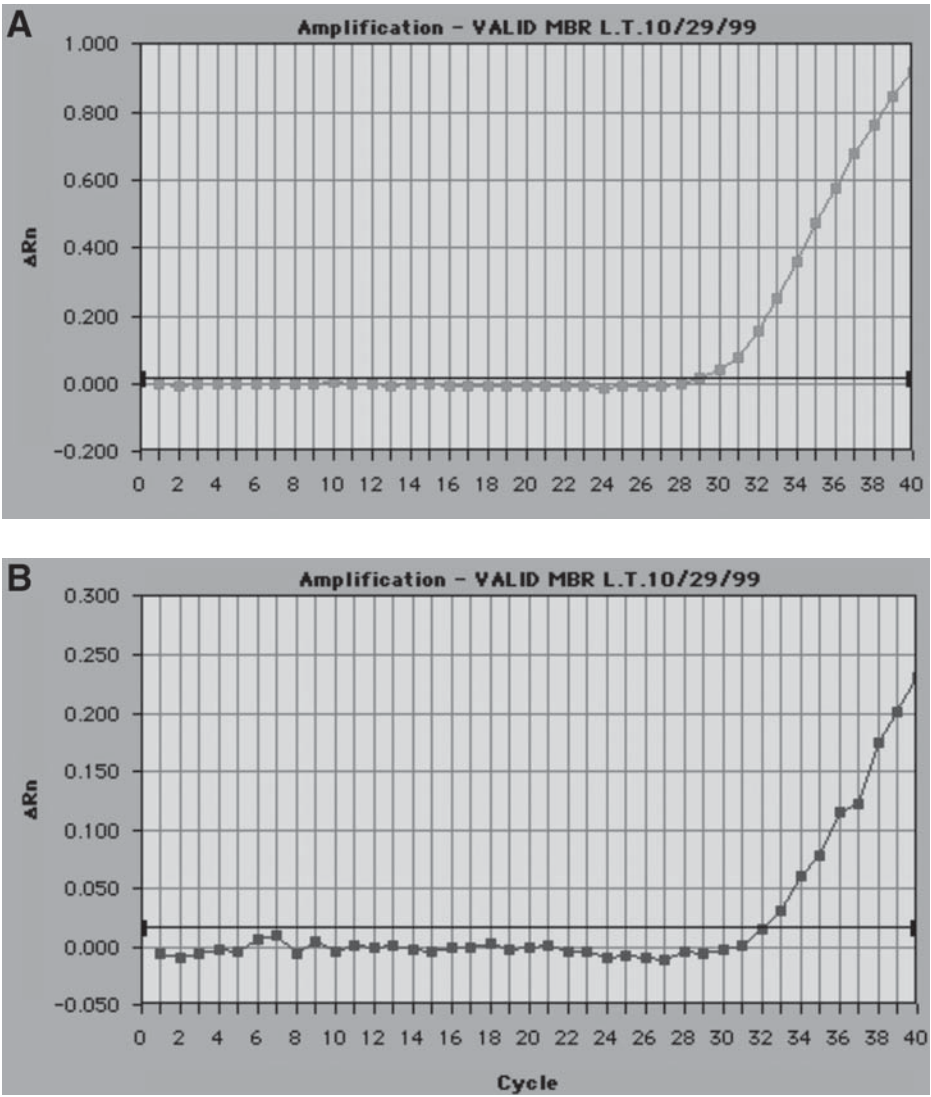 A
Amplification - VALID MBR L.T.10/29/99
1.000
0.800
0.600
0.400
0.200
0.000
-0.200
ΔRn
0 2 4 6 8 10 12 14 16 18 20 22 24 26 28 30 32 34 36 38 40
B
Amplification - VALID MBR L.T.10/29/99
0.300
0.250
0.200
0.150
0.100
0.050
0.000
-0.050
ΔRn
0 2 4 6 8 10 12 14 16 18 20 22 24 26 28 30 32 34 36 38 40
Cycle